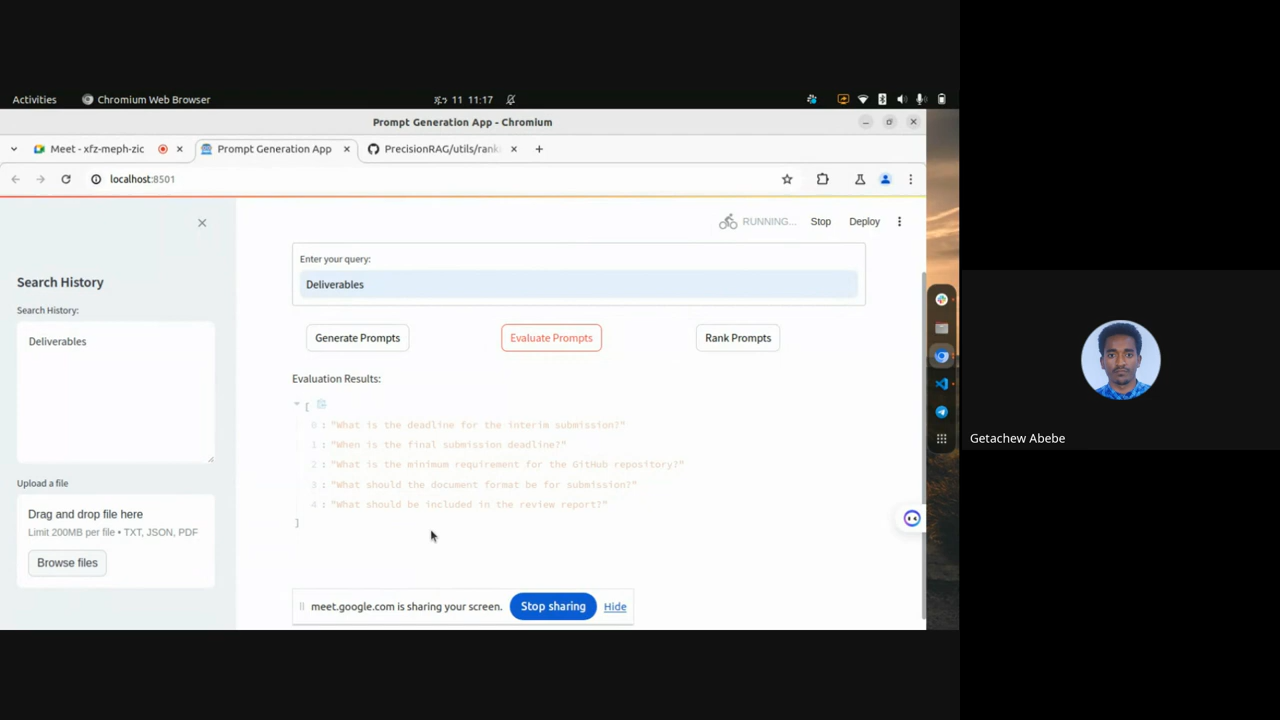 Activities
Chromium Web Browser
11 11:17
Prompt Generation App - Chromium
Meet - xfz-meph-zic
Prompt Generation App
PrecisionRAG/utils/rank
localhost:8501
RUNNING...
Stop
Deploy
Search History
Search History:
Deliverables
Upload a file
Drag and drop file here
Limit 200MB per file • TXT, JSON, PDF
Browse files
Enter your query:
Deliverables
Generate Prompts
Evaluate Prompts
Rank Prompts
Evaluation Results:
[
0 : "What is the deadline for the interim submission?"
1 : "When is the final submission deadline?"
2 : "What is the minimum requirement for the GitHub repository?"
3 : "What should the document format be for submission?"
4 : "What should be included in the review report?"
]
meet.google.com is sharing your screen.
Stop sharing
Hide
Getachew Abebe